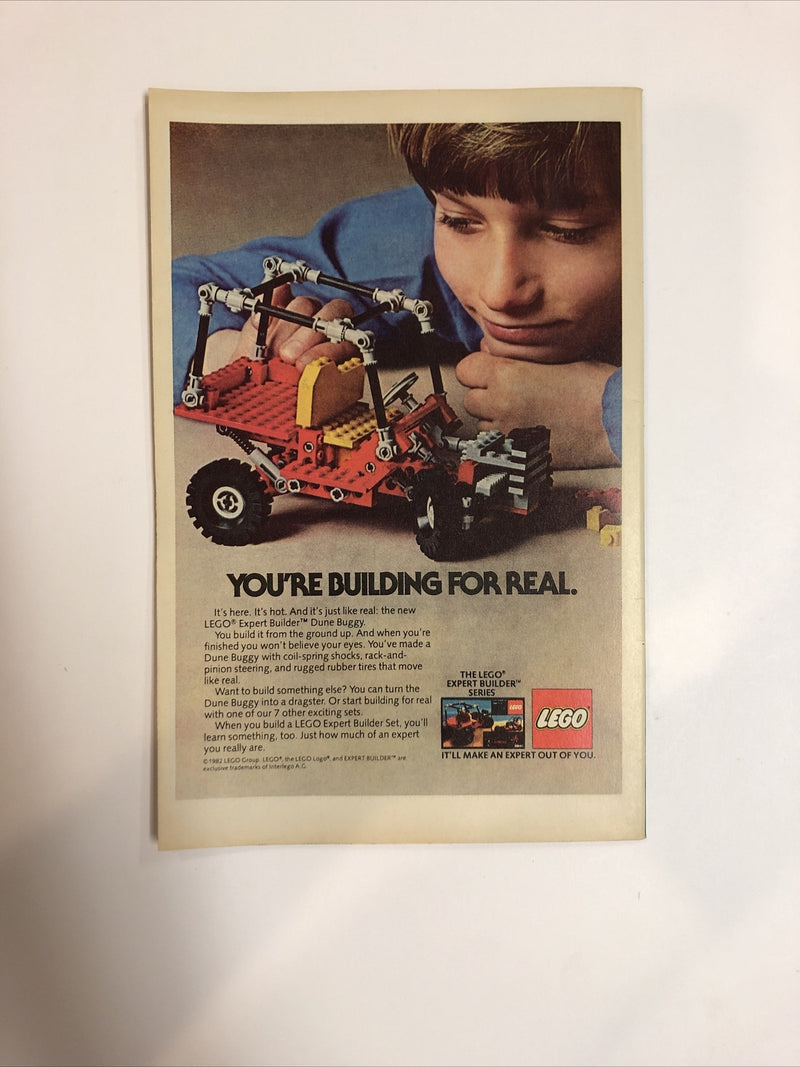 YOU'RE BUILDING FOR REAL.
It's here. It's hot. And it's just like real: the new
LEGO® Expert Builder™ Dune Buggy.
You build it from the ground up. And when you're
finished you won't believe your eyes. You've made a
Dune Buggy with coil-spring shocks, rack-and-
pinion steering, and rugged rubber tires that move
like real.
Want to build something else? You can turn the
Dune Buggy into a dragster. Or start building for real
with one of our 7 other exciting sets.
When you build a LEGO Expert Builder Set, you'll
learn something, too. Just how much of an expert
you really are.
© 1982 LEGO Group. LEGO®, the LEGO Logo®, and EXPERT BUILDER™ are
exclusive trademarks of Interlego A.G.
THE LEGO®
EXPERT BUILDER™
SERIES
LEGO
LEGO®
IT'LL MAKE AN EXPERT OUT OF YOU.